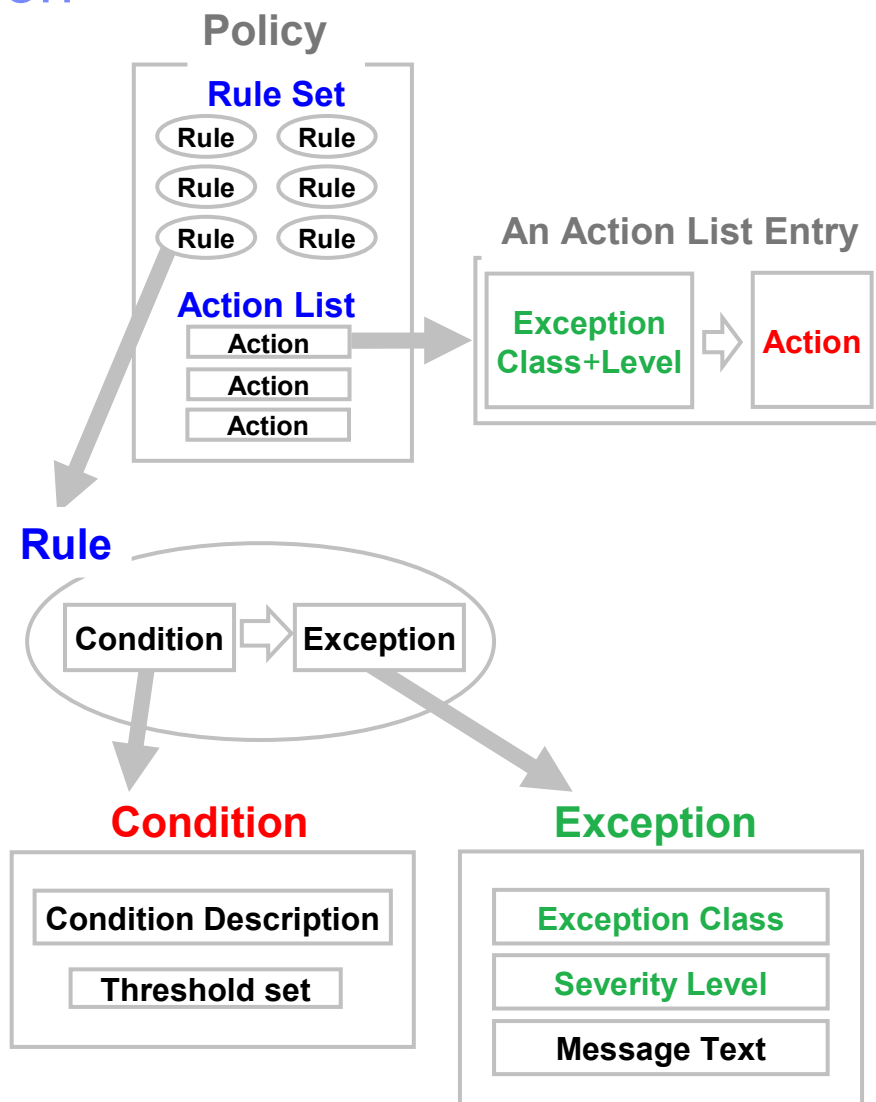 Policy
Rule Set
Rule Rule
Rule Rule
Rule Rule
Action List
Action
Action
Action
An Action List Entry
Exception
Class+Level
Action
Rule
Condition Exception
Condition
Condition Description
Threshold set
Exception
Exception Class
Severity Level
Message Text